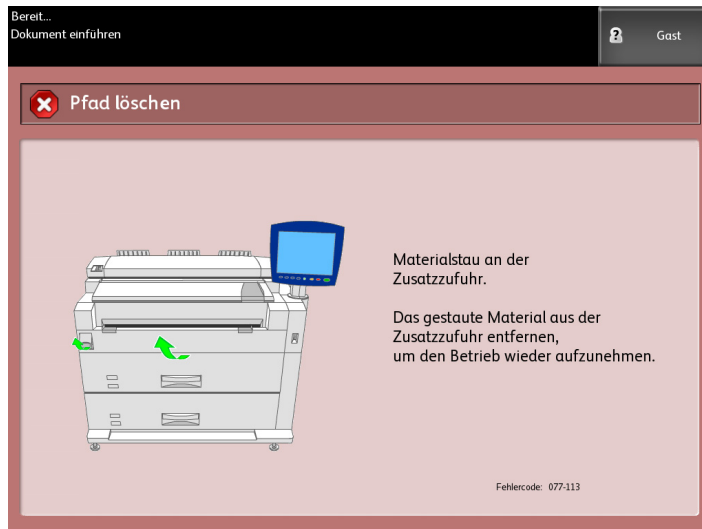 Bereit...
Dokument einführen
Gast
Pfad löschen
Materialstau an der
Zusatzzufuhr.
Das gestaute Material aus der
Zusatzzufuhr entfernen,
um den Betrieb wieder aufzunehmen.
Fehlercode: 077-113